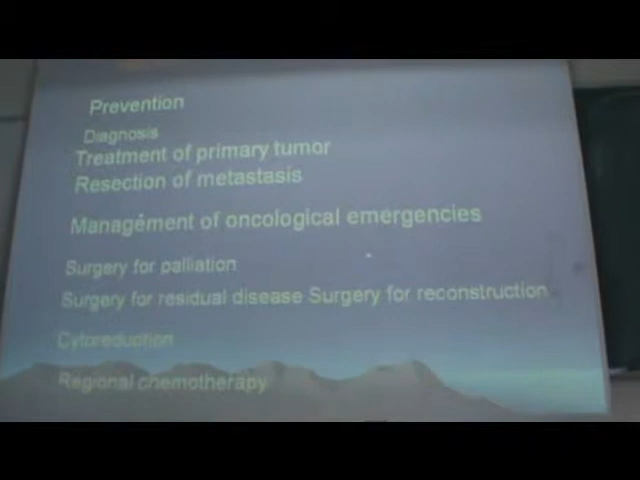 Prevention
Diagnosis
Treatment of primary tumor
Resection of metastasis
Management of oncological emergencies
Surgery for palliation
Surgery for residual disease Surgery for reconstruction
Cytoreduction
Regional chemotherapy